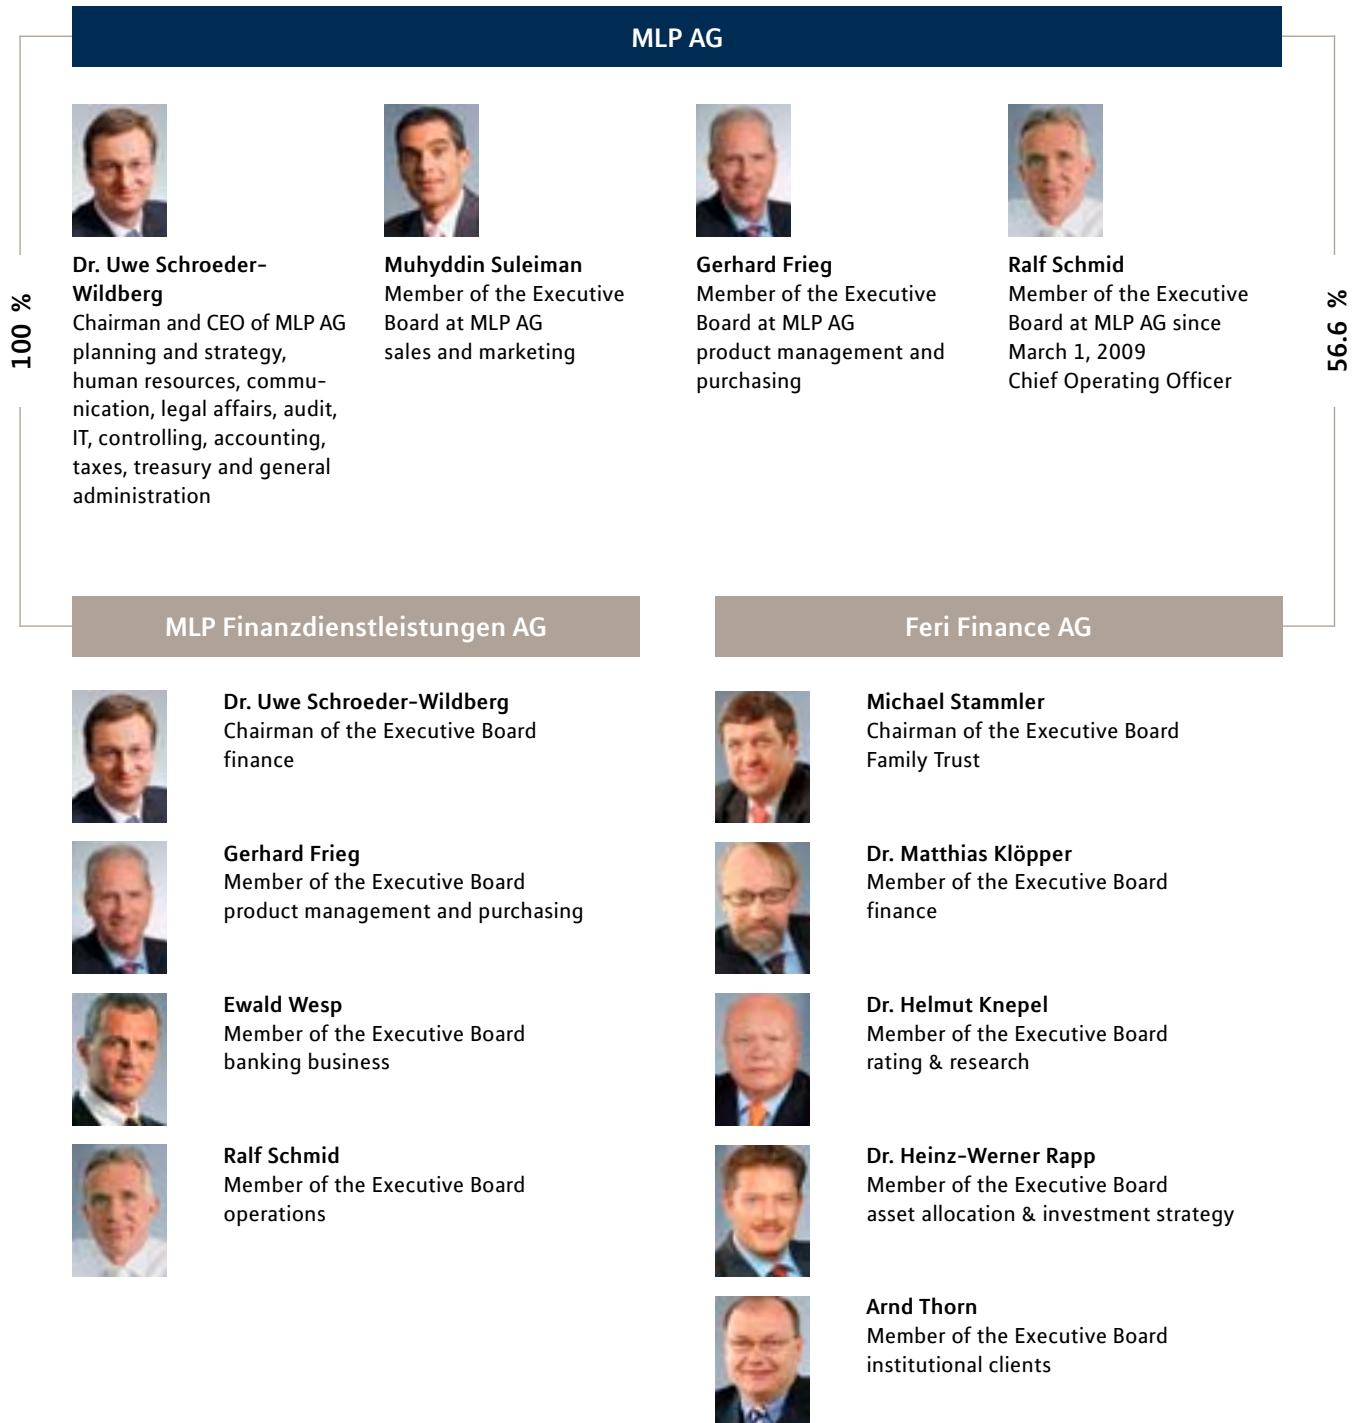 MLP AG
100 %
56.6 %
Dr. Uwe Schroeder-
Wildberg
Chairman and CEO of MLP AG
planning and strategy,
human resources, commu-
nication, legal affairs, audit,
IT, controlling, accounting,
taxes, treasury and general
administration
Muhyddin Suleiman
Member of the Executive
Board at MLP AG
sales and marketing
Gerhard Frieg
Member of the Executive
Board at MLP AG
product management and
purchasing
Ralf Schmid
Member of the Executive
Board at MLP AG since
March 1, 2009
Chief Operating Officer
MLP Finanzdienstleistungen AG
Dr. Uwe Schroeder-Wildberg
Chairman of the Executive Board
finance
Gerhard Frieg
Member of the Executive Board
product management and purchasing
Ewald Wesp
Member of the Executive Board
banking business
Ralf Schmid
Member of the Executive Board
operations
Feri Finance AG
Michael Stammler
Chairman of the Executive Board
Family Trust
Dr. Matthias Klöpper
Member of the Executive Board
finance
Dr. Helmut Knepel
Member of the Executive Board
rating & research
Dr. Heinz-Werner Rapp
Member of the Executive Board
asset allocation & investment strategy
Arnd Thorn
Member of the Executive Board
institutional clients